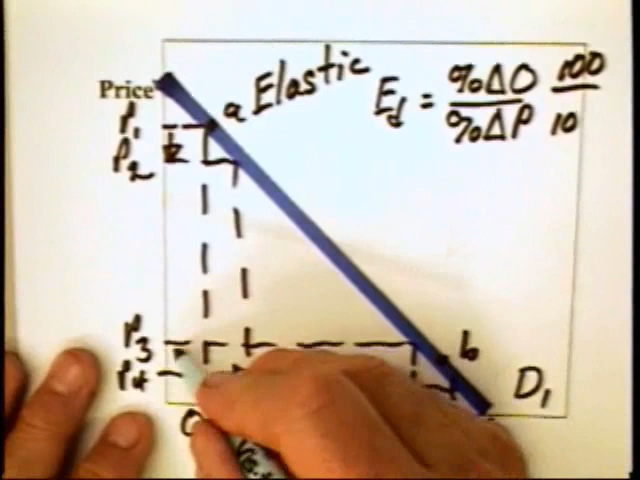 Price
a Elastic
Ed = %ΔQ 100
%ΔP 10
P1
P2
P3
P4
b
D1